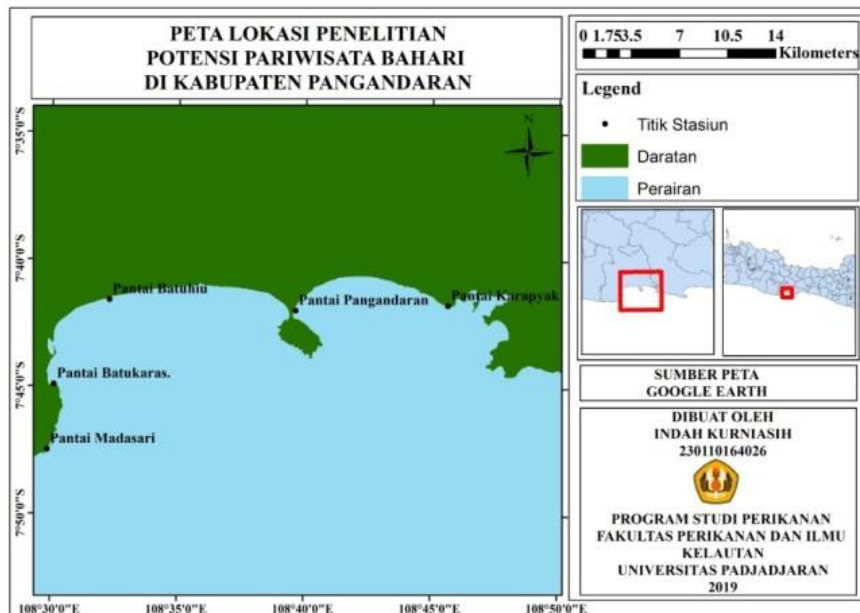 PETA LOKASI PENELITIAN
POTENSI PARIWISATA BAHARI
DI KABUPATEN PANGANDARAN
0 1.753.5 7 10.5 14
Kilometers
Legend
Titik Stasiun
Daratan
Perairan
N
7°35'0"S
7°40'0"S
7°45'0"S
7°50'0"S
Pantai Batuhiu
Pantai Pangandaran
Pantai Karapyak
Pantai Batukaras.
Pantai Madasari
108°30'0"E
108°35'0"E
108°40'0"E
108°45'0"E
108°50'0"E
SUMBER PETA
GOOGLE EARTH
DIBUAT OLEH
INDAH KURNIASIH
230110164026
PROGRAM STUDI PERIKANAN
FAKULTAS PERIKANAN DAN ILMU
KELAUTAN
UNIVERSITAS PADJADJARAN
2019